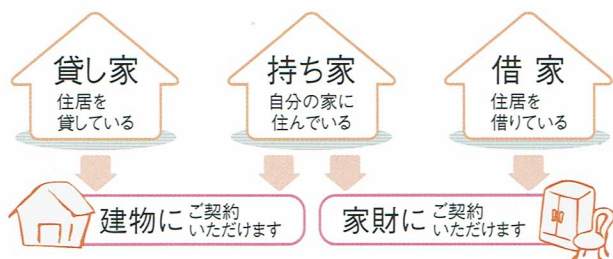 貸し家
住居を
貸している
持ち家
自分の家に
住んでいる
借家
住居を
借りている
建物に ご契約
いただけます
家財に ご契約
いただけます